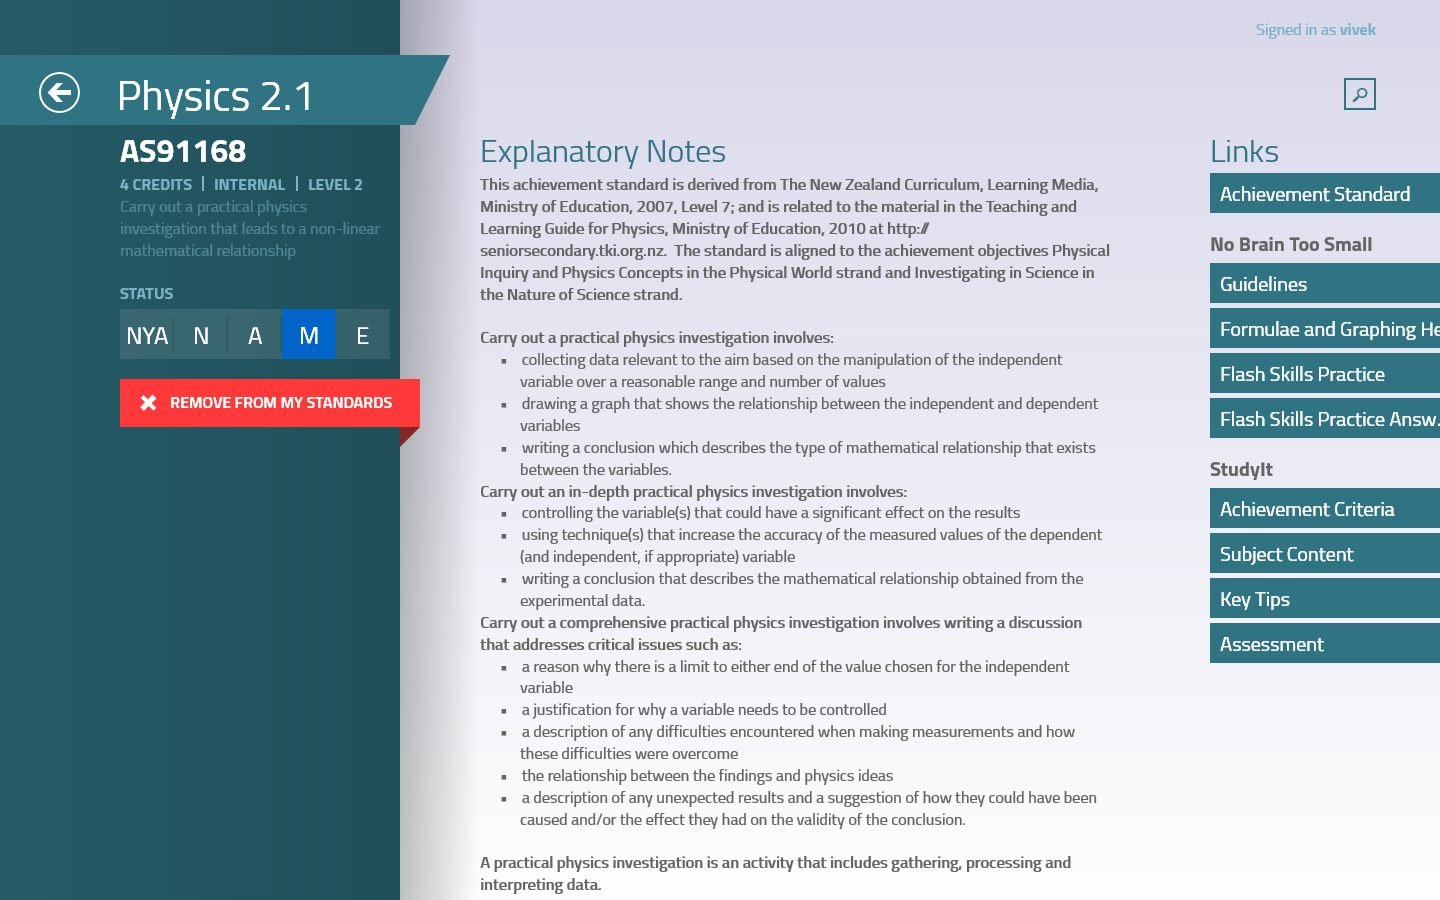 Signed in as vivek
Physics 2.1
AS91168
4 CREDITS | INTERNAL | LEVEL 2
Carry out a practical physics
investigation that leads to a non-linear
mathematical relationship
STATUS
NYA N A M E
REMOVE FROM MY STANDARDS
Explanatory Notes
This achievement standard is derived from The New Zealand Curriculum, Learning Media,
Ministry of Education, 2007, Level 7; and is related to the material in the Teaching and
Learning Guide for Physics, Ministry of Education, 2010 at http://
seniorsecondary.tki.org.nz. The standard is aligned to the achievement objectives Physical
Inquiry and Physics Concepts in the Physical World strand and Investigating in Science in
the Nature of Science strand.
Carry out a practical physics investigation involves:
▪ collecting data relevant to the aim based on the manipulation of the independent
variable over a reasonable range and number of values
▪ drawing a graph that shows the relationship between the independent and dependent
variables
▪ writing a conclusion which describes the type of mathematical relationship that exists
between the variables.
Carry out an in-depth practical physics investigation involves:
▪ controlling the variable(s) that could have a significant effect on the results
▪ using technique(s) that increase the accuracy of the measured values of the dependent
(and independent, if appropriate) variable
▪ writing a conclusion that describes the mathematical relationship obtained from the
experimental data.
Carry out a comprehensive practical physics investigation involves writing a discussion
that addresses critical issues such as:
▪ a reason why there is a limit to either end of the value chosen for the independent
variable
▪ a justification for why a variable needs to be controlled
▪ a description of any difficulties encountered when making measurements and how
these difficulties were overcome
▪ the relationship between the findings and physics ideas
▪ a description of any unexpected results and a suggestion of how they could have been
caused and/or the effect they had on the validity of the conclusion.
A practical physics investigation is an activity that includes gathering, processing and
interpreting data.
Links
Achievement Standard
No Brain Too Small
Guidelines
Formulae and Graphing He
Flash Skills Practice
Flash Skills Practice Answ.
StudyIt
Achievement Criteria
Subject Content
Key Tips
Assessment